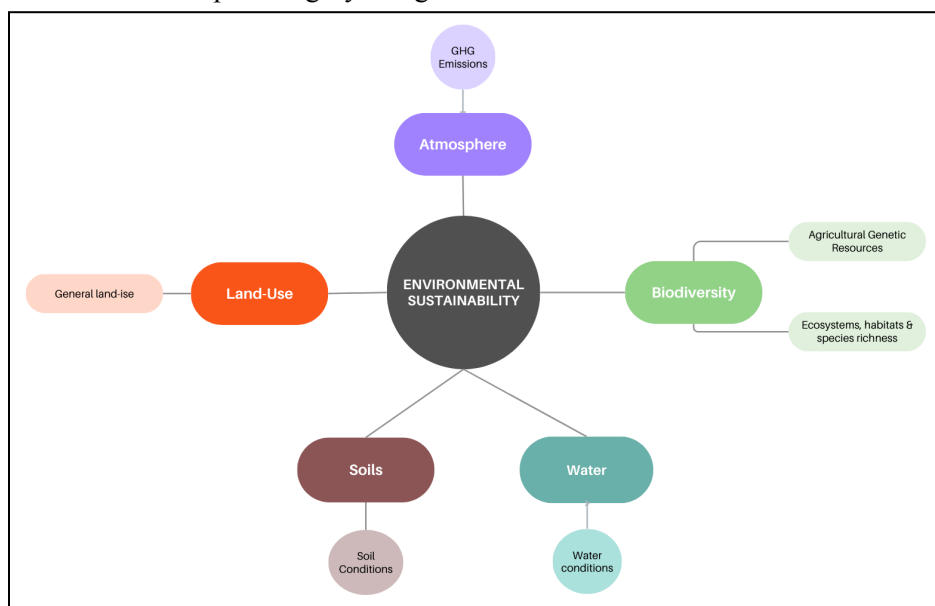 GHG
Emissions
Atmosphere
Agricultural Genetic
Resources
ENVIRONMENTAL
SUSTAINABILITY
General land-ise
Land-Use
Biodiversity
Ecosystems, habitats &
species richness
Soils
Water
Soil
Conditions
Water
conditions